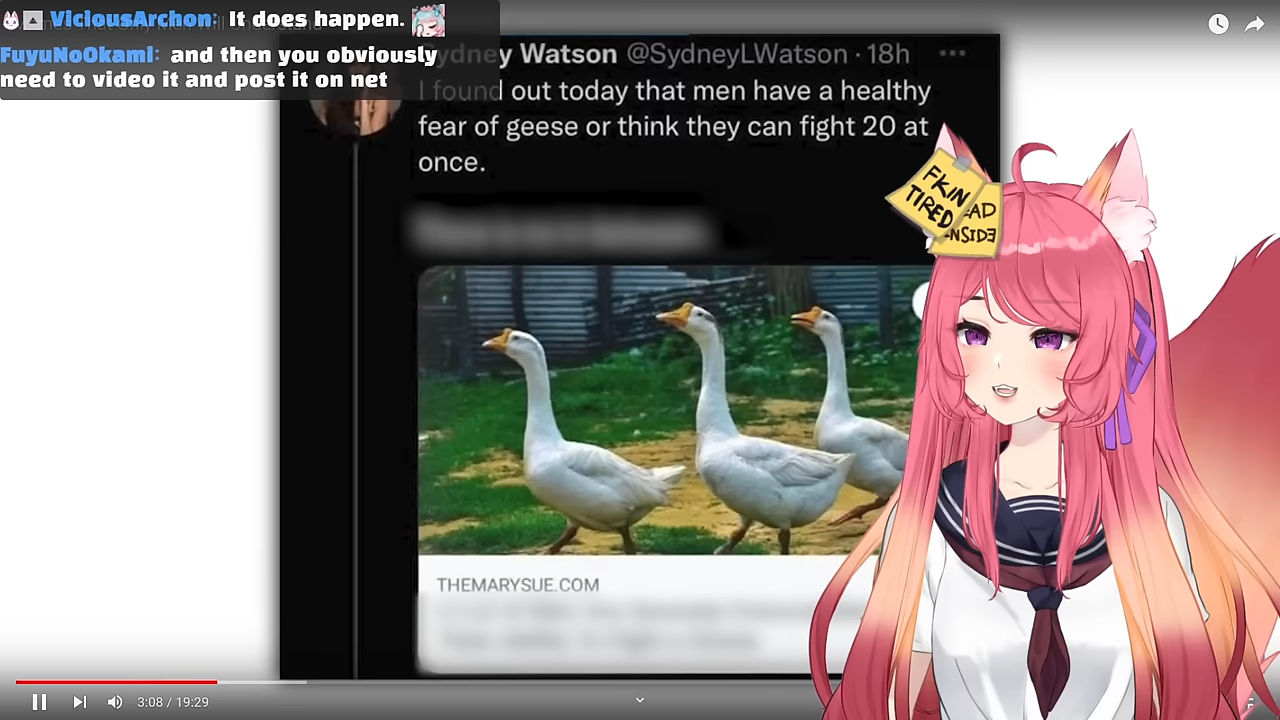 ViciousArchon: It does happen.
FuyuNoOkami: and then you obviously
need to video it and post it on net
dney Watson @SydneyLWatson · 18h
I found out today that men have a healthy
fear of geese or think they can fight 20 at
once.
FKIN
TIRED
EAD
INSIDE
THEMARYSUE.COM
3:08 / 19:29